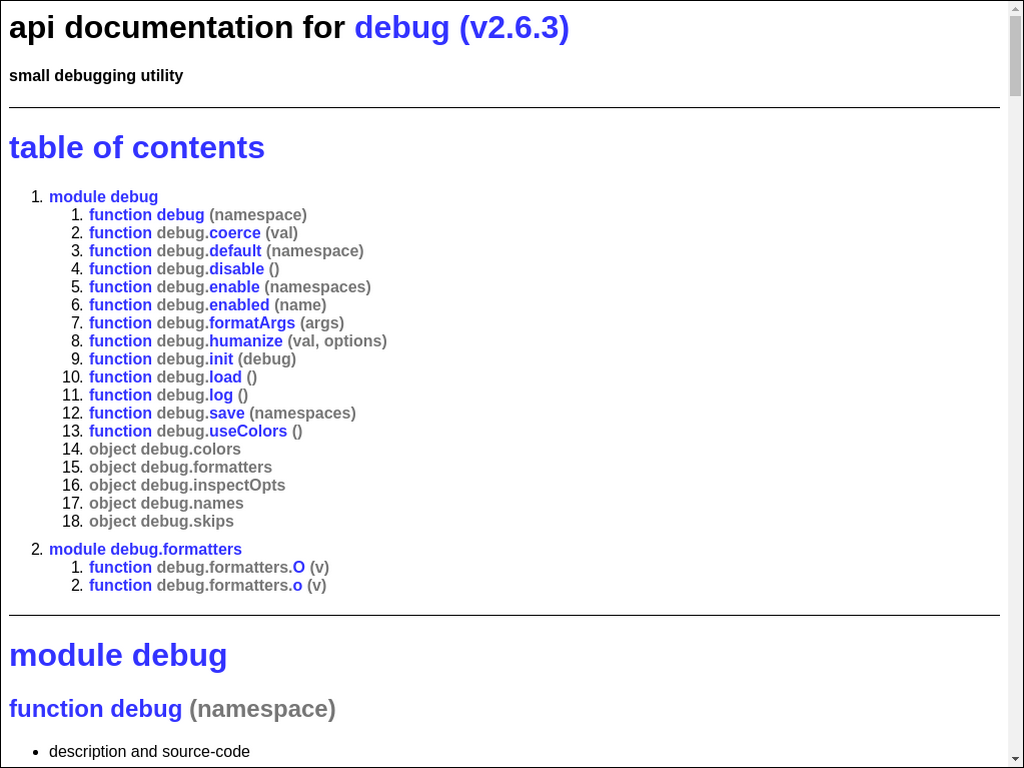 api documentation for debug (v2.6.3)
small debugging utility
table of contents
1. module debug
1. function debug (namespace)
2. function debug.coerce (val)
3. function debug.default (namespace)
4. function debug.disable ()
5. function debug.enable (namespaces)
6. function debug.enabled (name)
7. function debug.formatArgs (args)
8. function debug.humanize (val, options)
9. function debug.init (debug)
10. function debug.load ()
11. function debug.log ()
12. function debug.save (namespaces)
13. function debug.useColors ()
14. object debug.colors
15. object debug.formatters
16. object debug.inspectOpts
17. object debug.names
18. object debug.skips
2. module debug.formatters
1. function debug.formatters.O (v)
2. function debug.formatters.o (v)
module debug
function debug (namespace)
• description and source-code